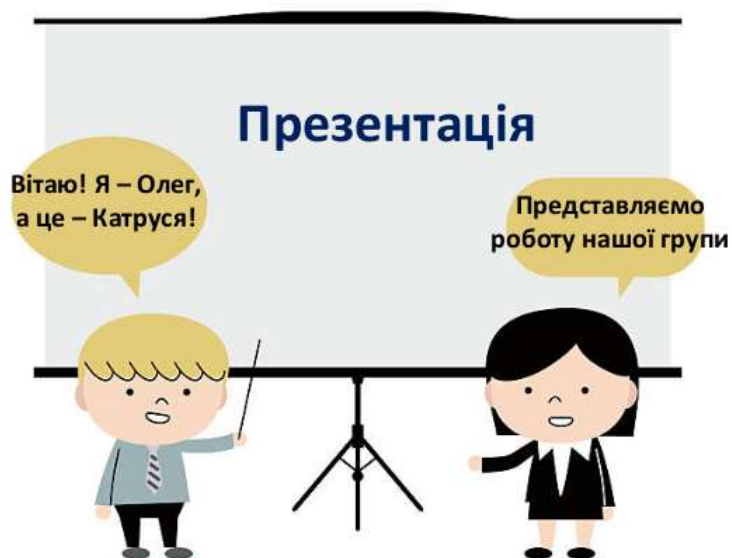 Презентація
Вітаю! Я – Олег,
а це – Катруся!
Представляємо
роботу нашої групи